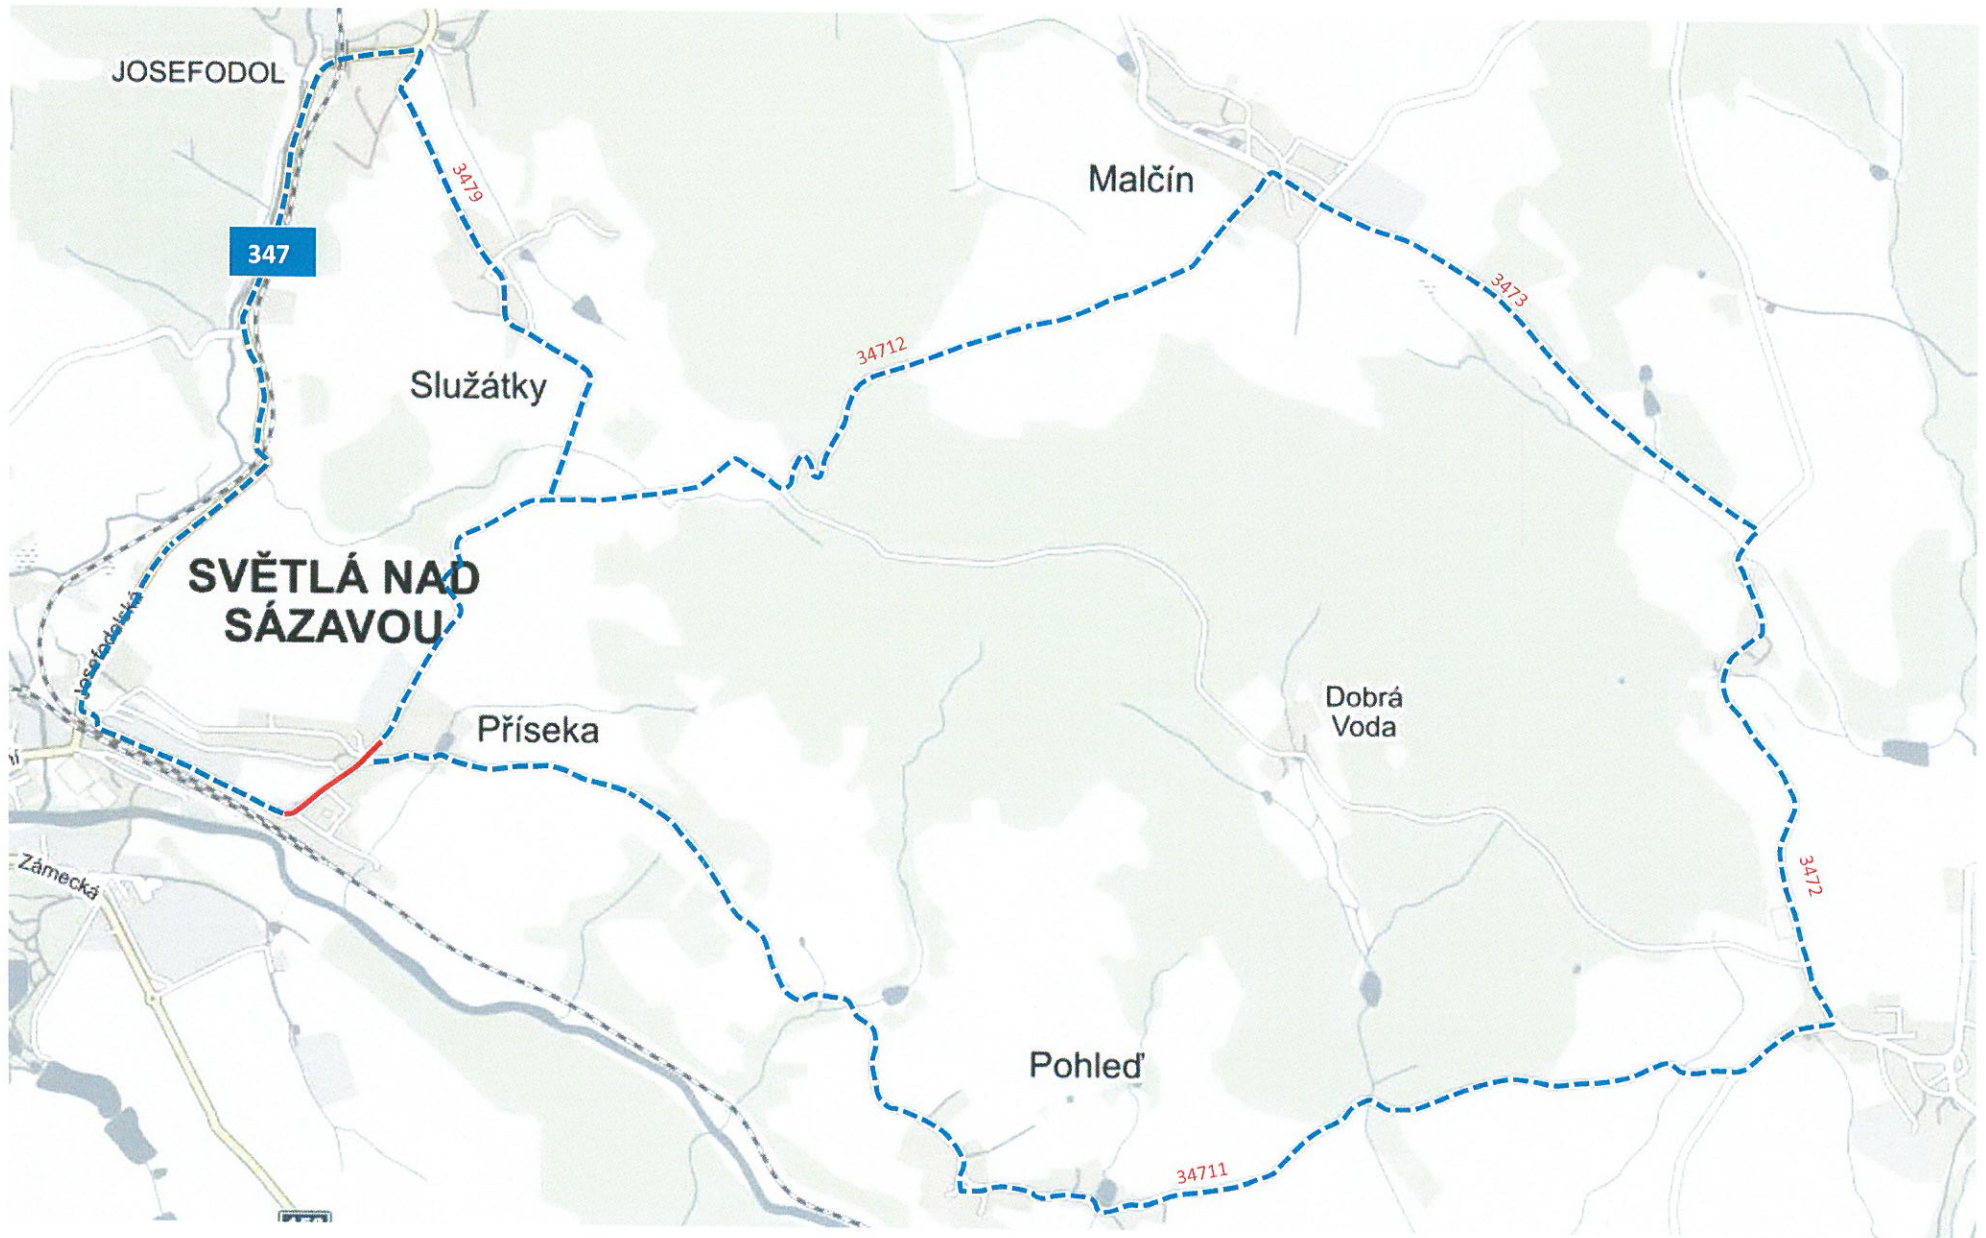 JOSEFODOL
3479
Malčín
347
3473
34712
Služátky
SVĚTLÁ NAD
SÁZAVOU
Josefodolská
Dobrá
Voda
Příseka
Zámecká
3472
Pohleď
34711